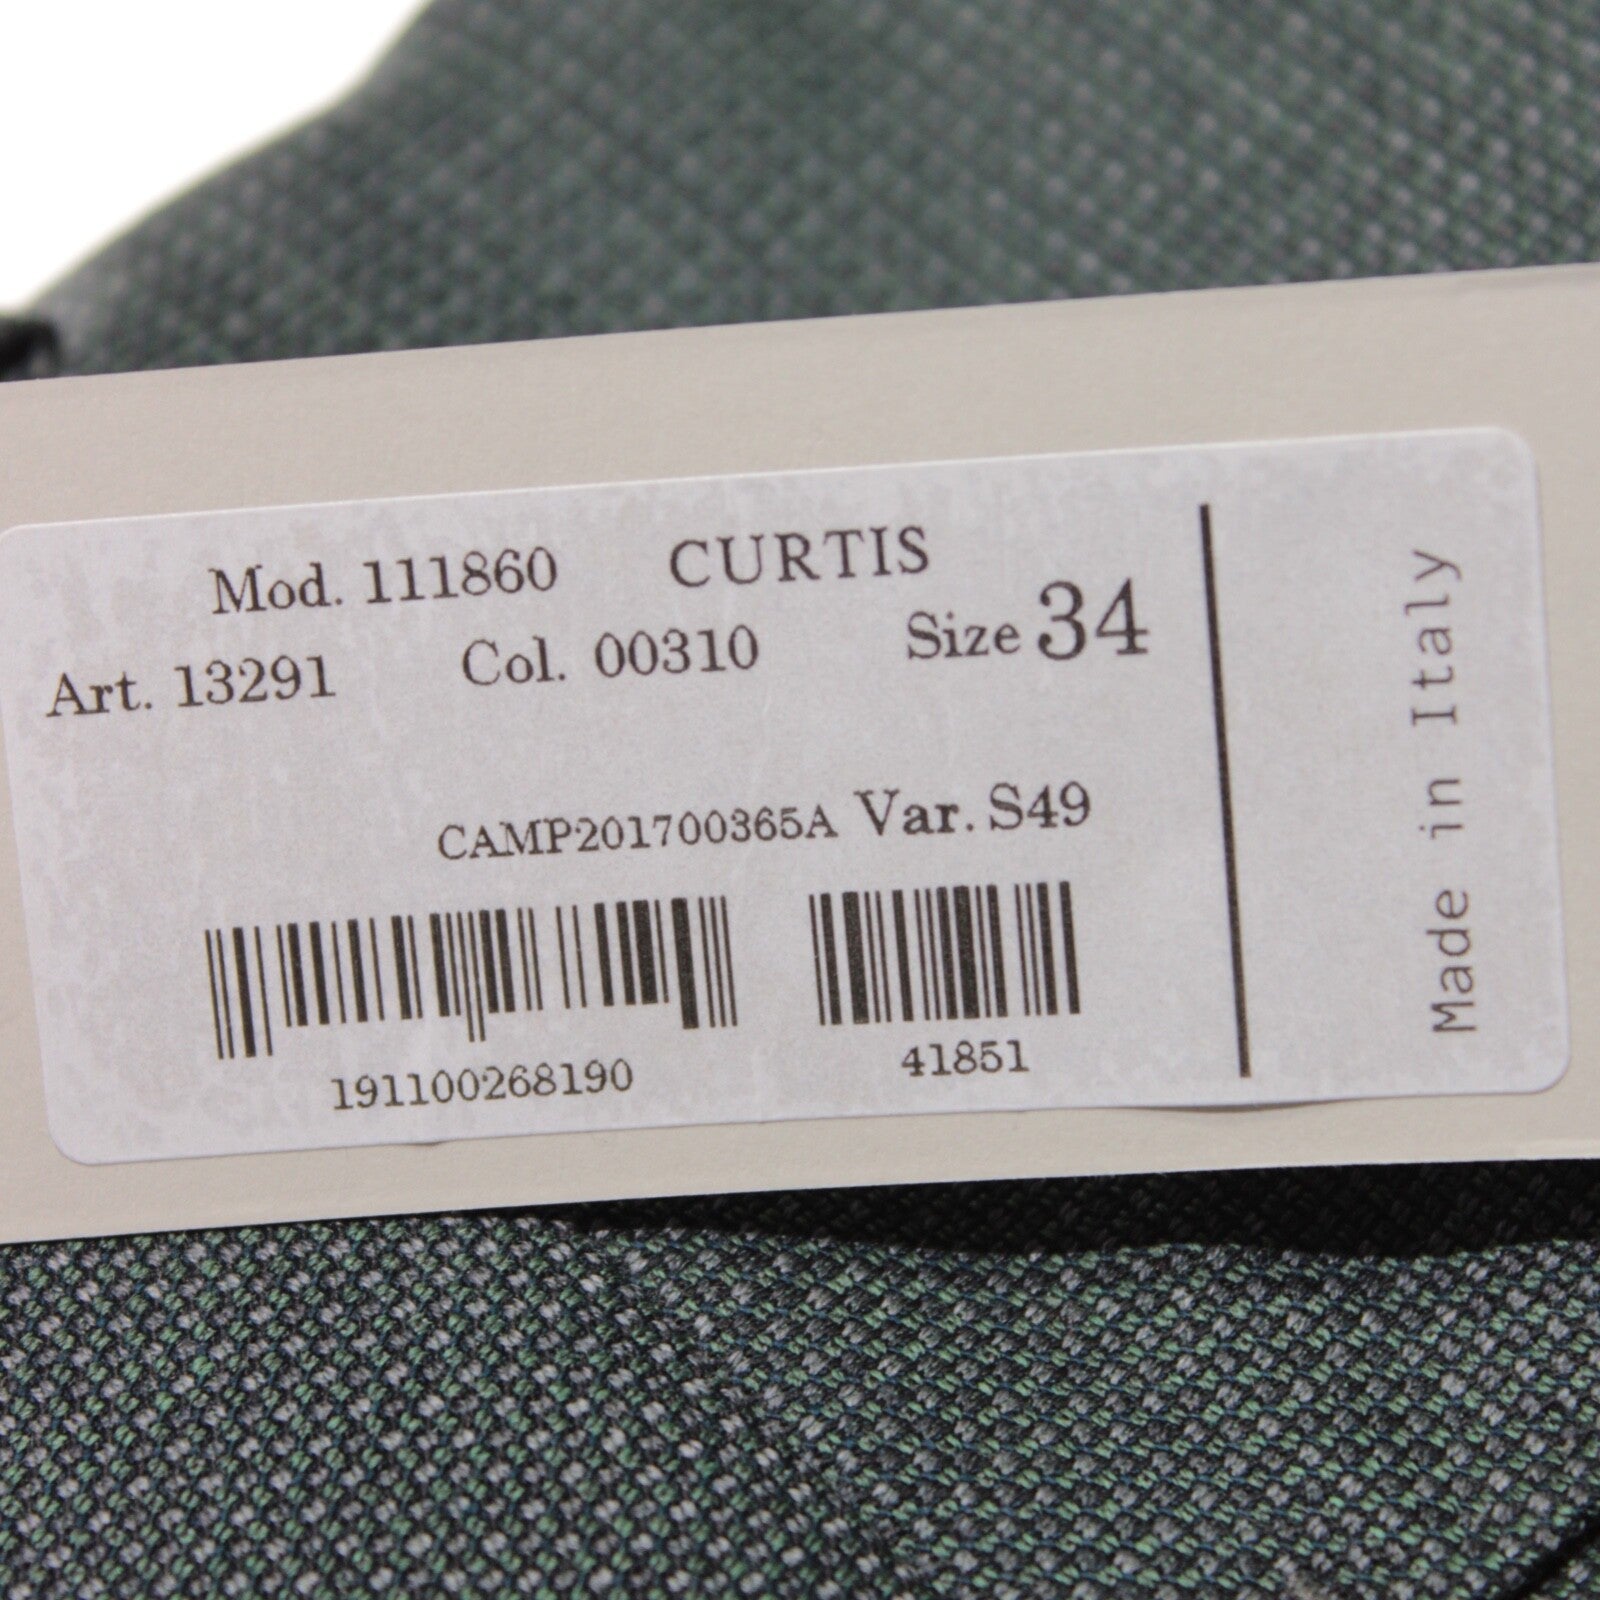 Mod. 111860 CURTIS
Art. 13291 Col. 00310 Size 34
CAMP201700365A Var. S49
191100268190 41851
Made in Italy